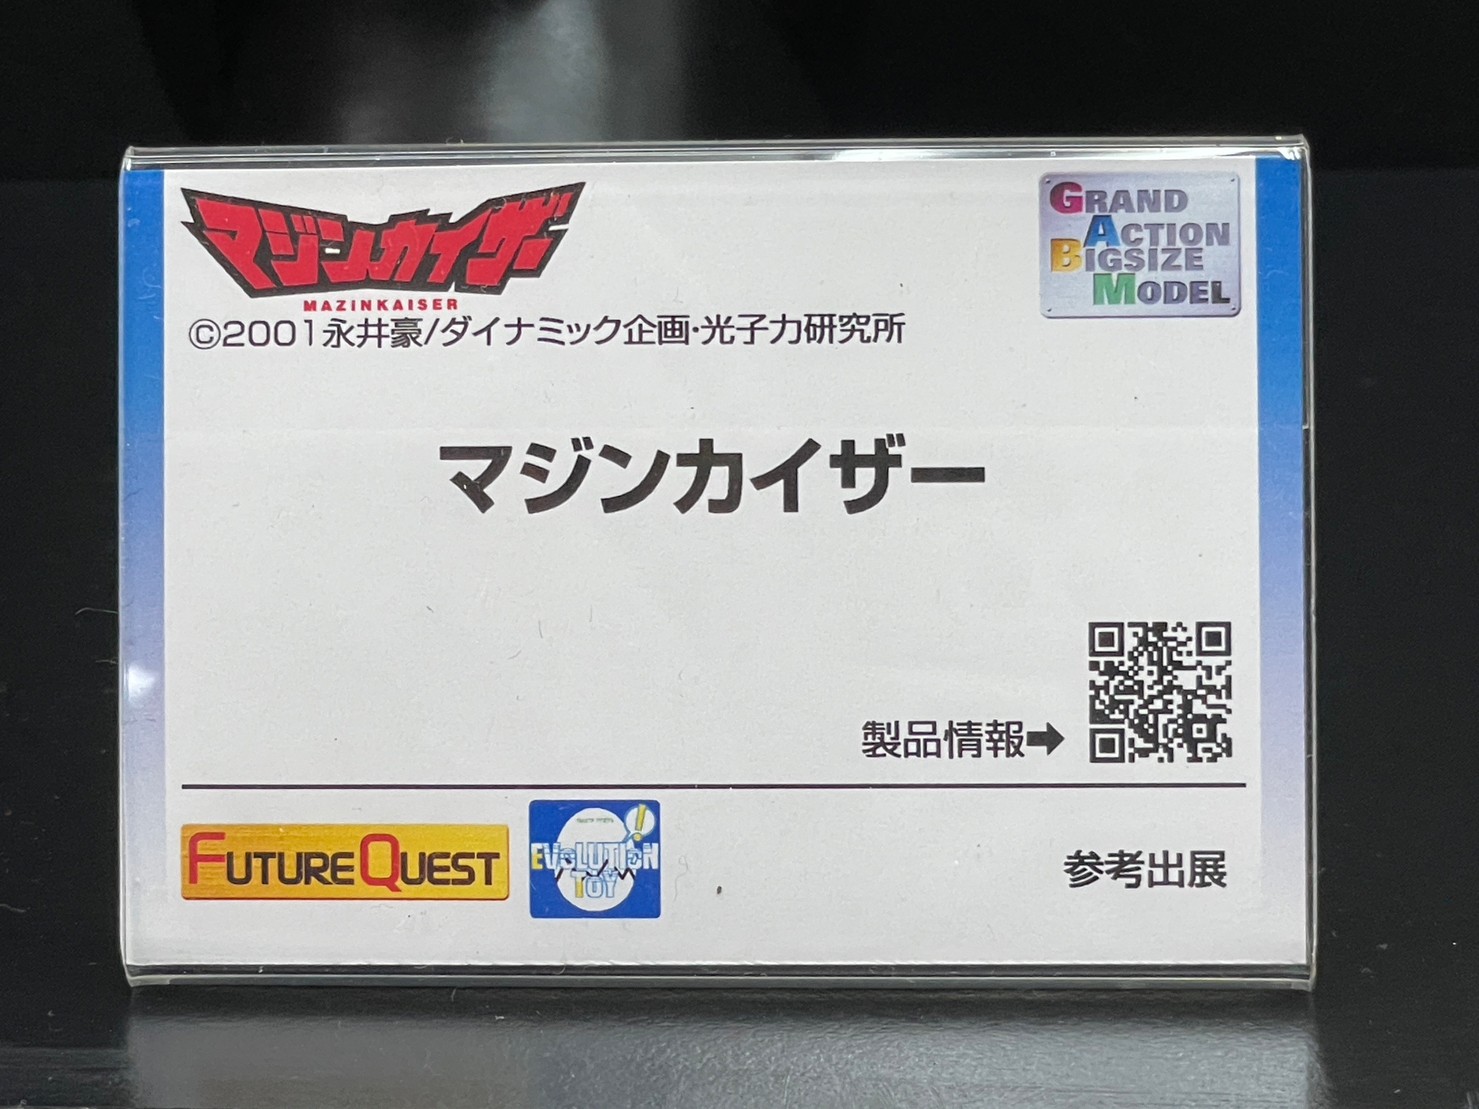 マジンカイザー
MAZINKAISER
©2001永井豪/ダイナミック企画・光子力研究所
GRAND
ACTION
BIGSIZE
MODEL
マジンカイザー
製品情報➡
FUTUREQUEST
EVOLUTION
TOY
参考出展